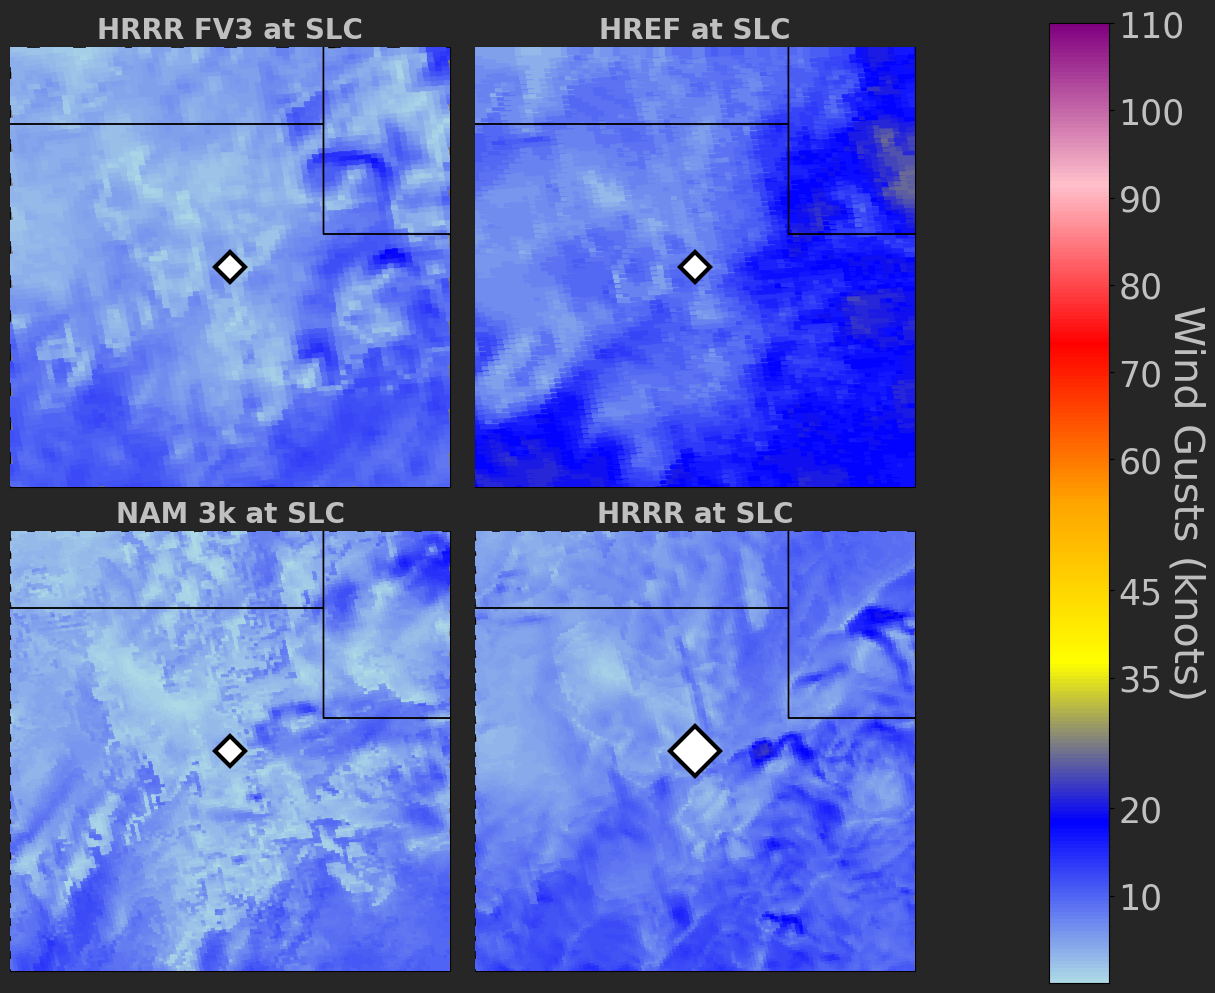 HRRR FV3 at SLC
HREF at SLC
NAM 3k at SLC
HRRR at SLC
110
100
90
80
70
60
45
35
20
10
Wind Gusts (knots)